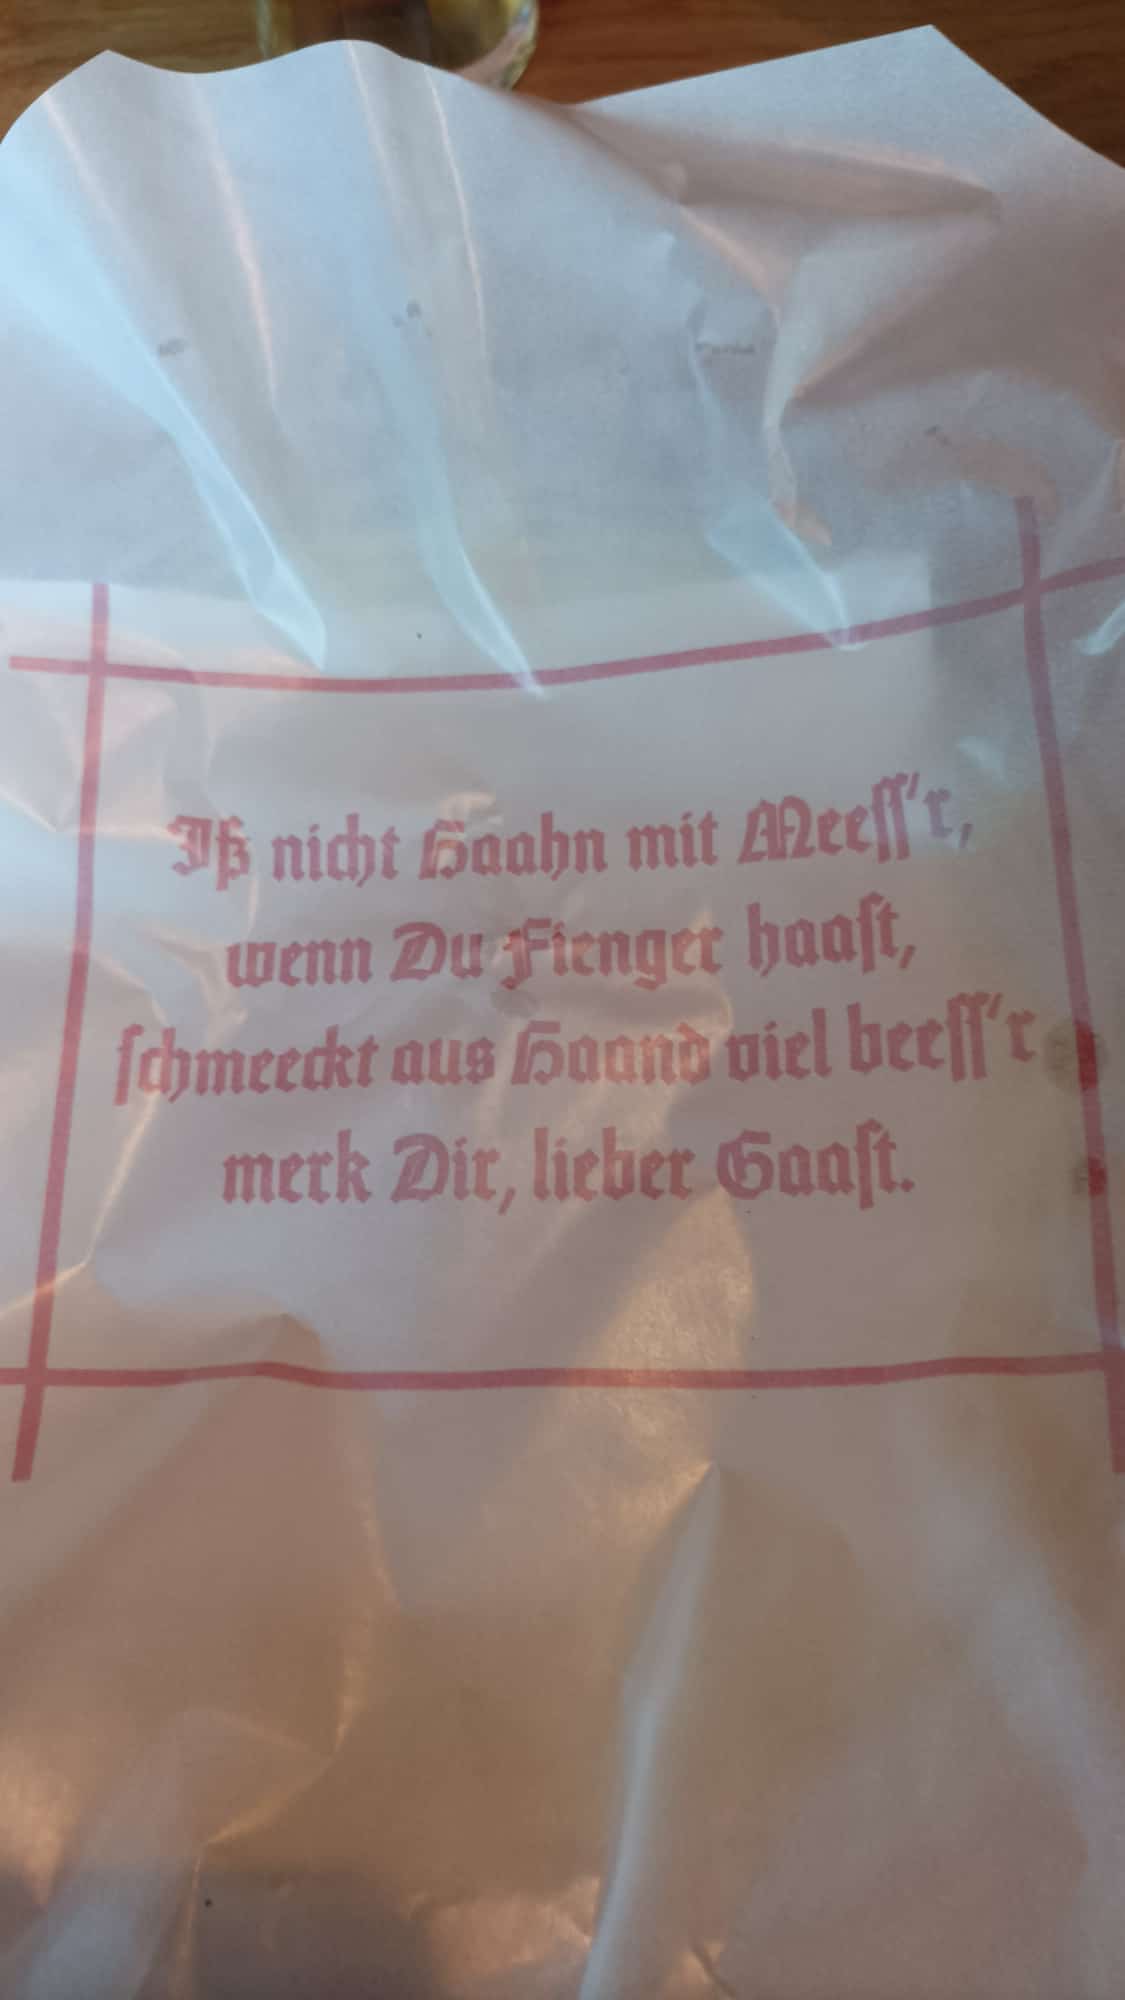 Iß nicht Haahn mit Meeſſ'r,
wenn Du Fienger haaſt,
ſchmeeckt aus Haand viel beeſſ'r
merk Dir, lieber Gaaſt.